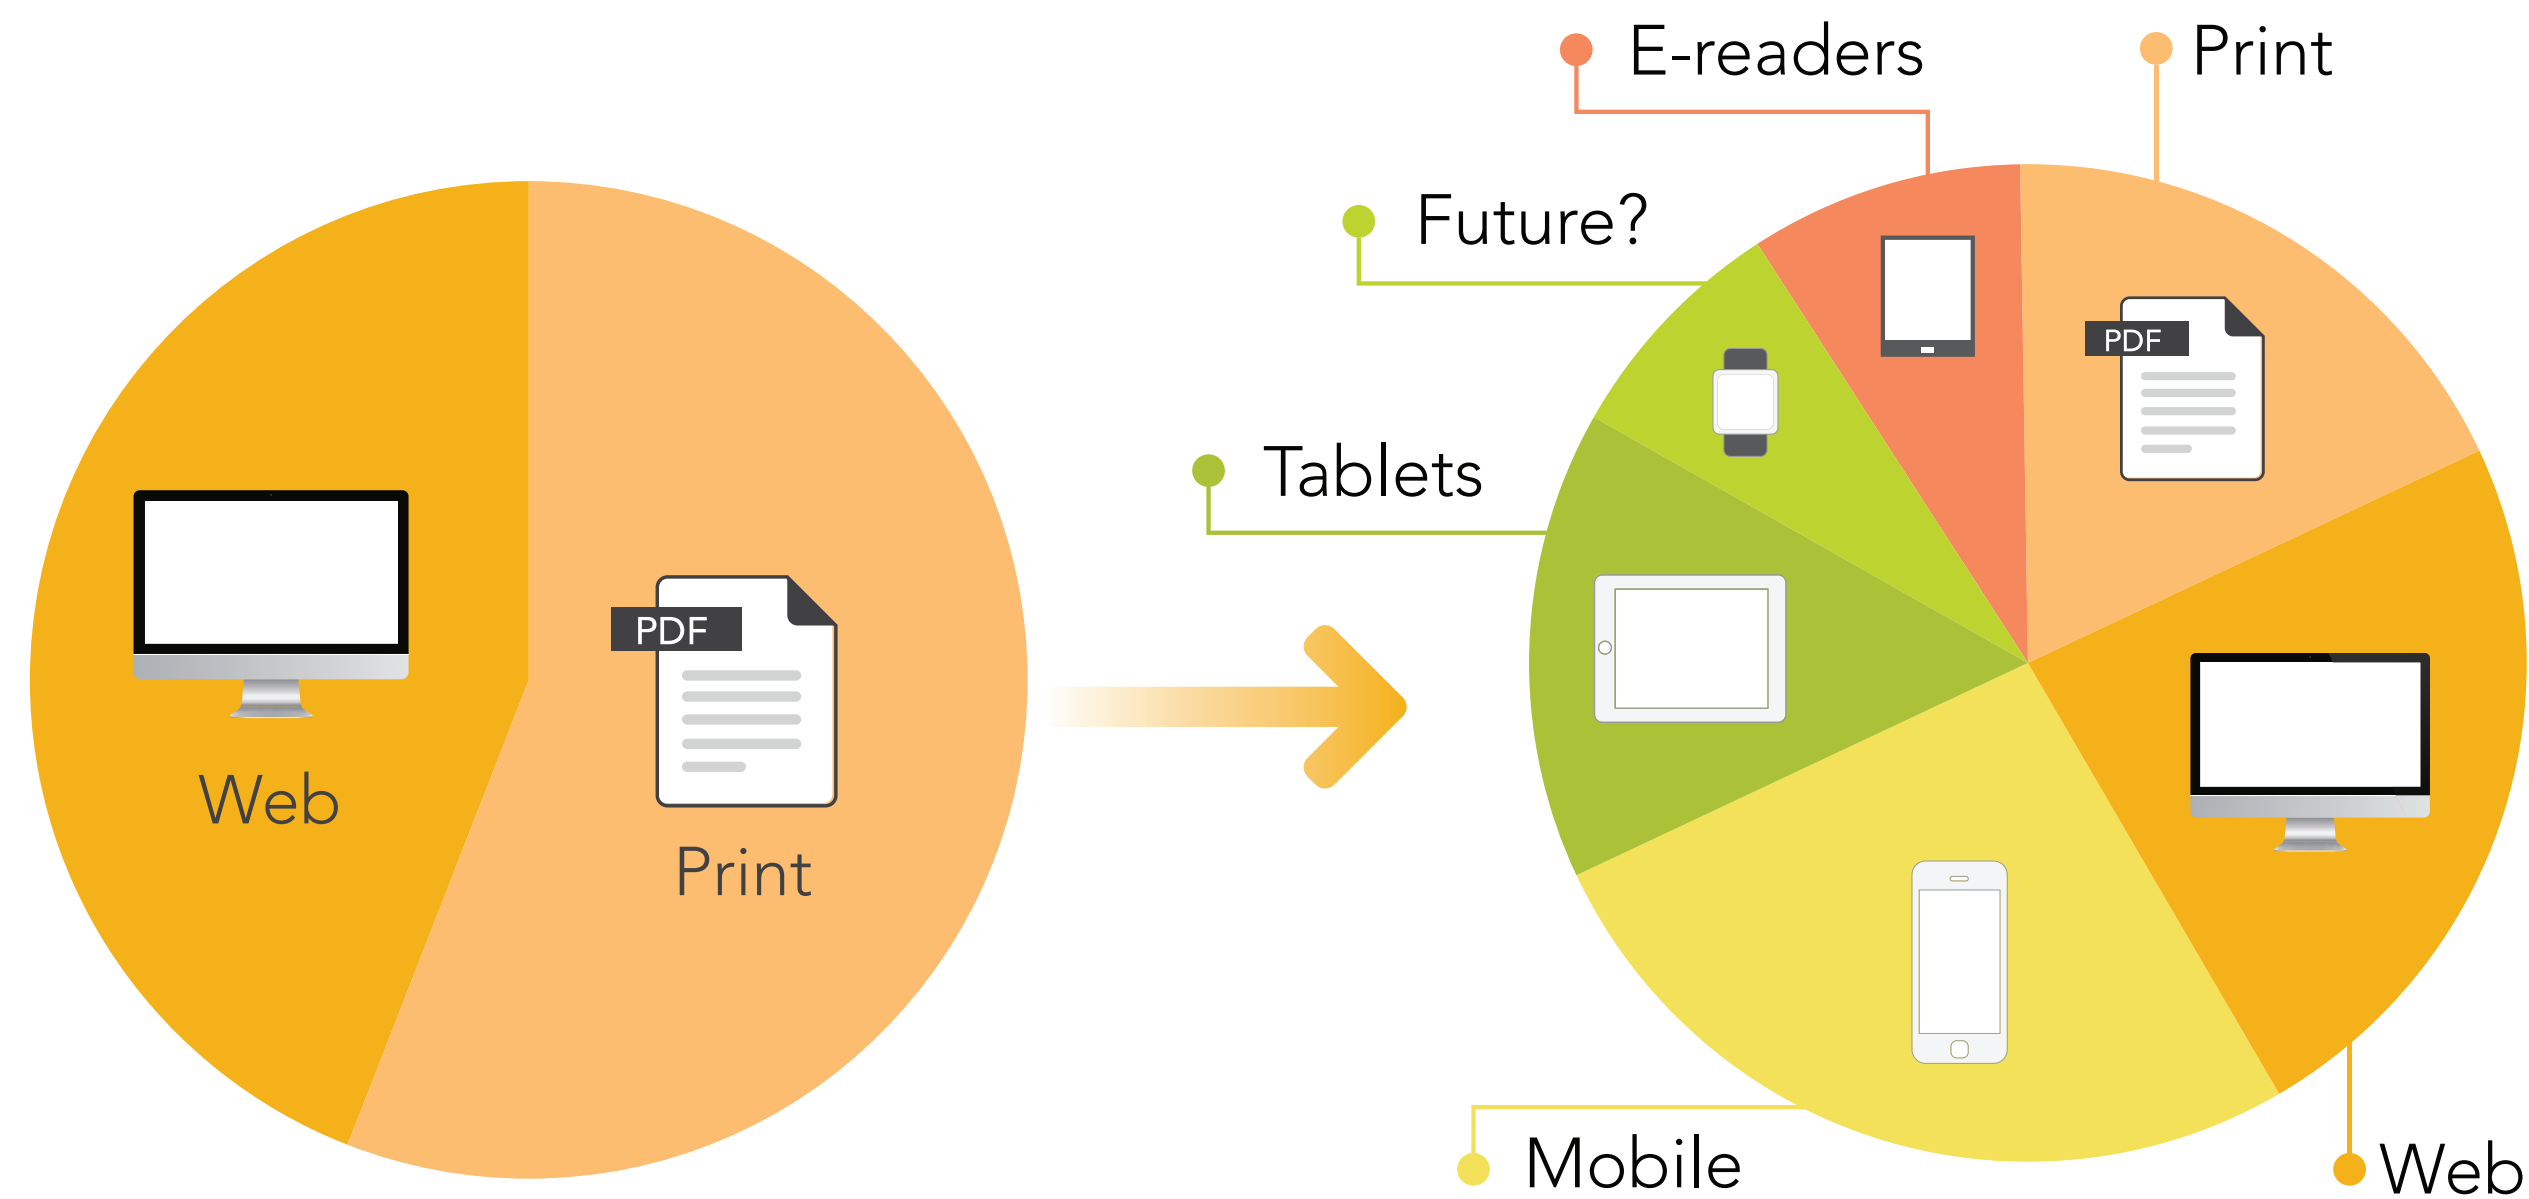 E-readers
Print
Future?
Tablets
PDF
PDF
Web
Print
Mobile
Web